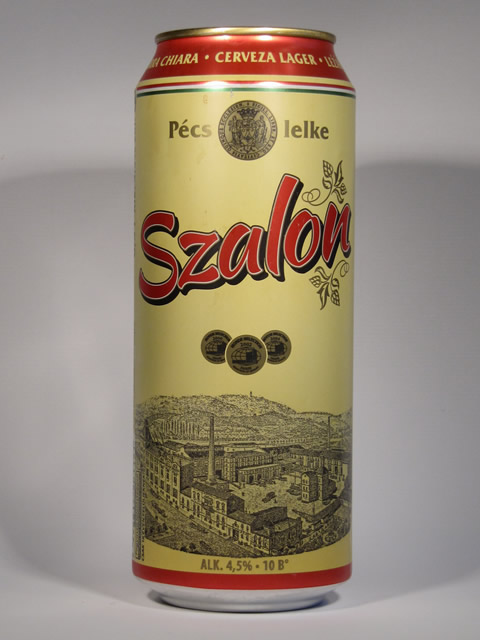 CHIARA • CERVEZA LAGER •
Pécs lelke
Szalon
ALK. 4,5% • 10 B°